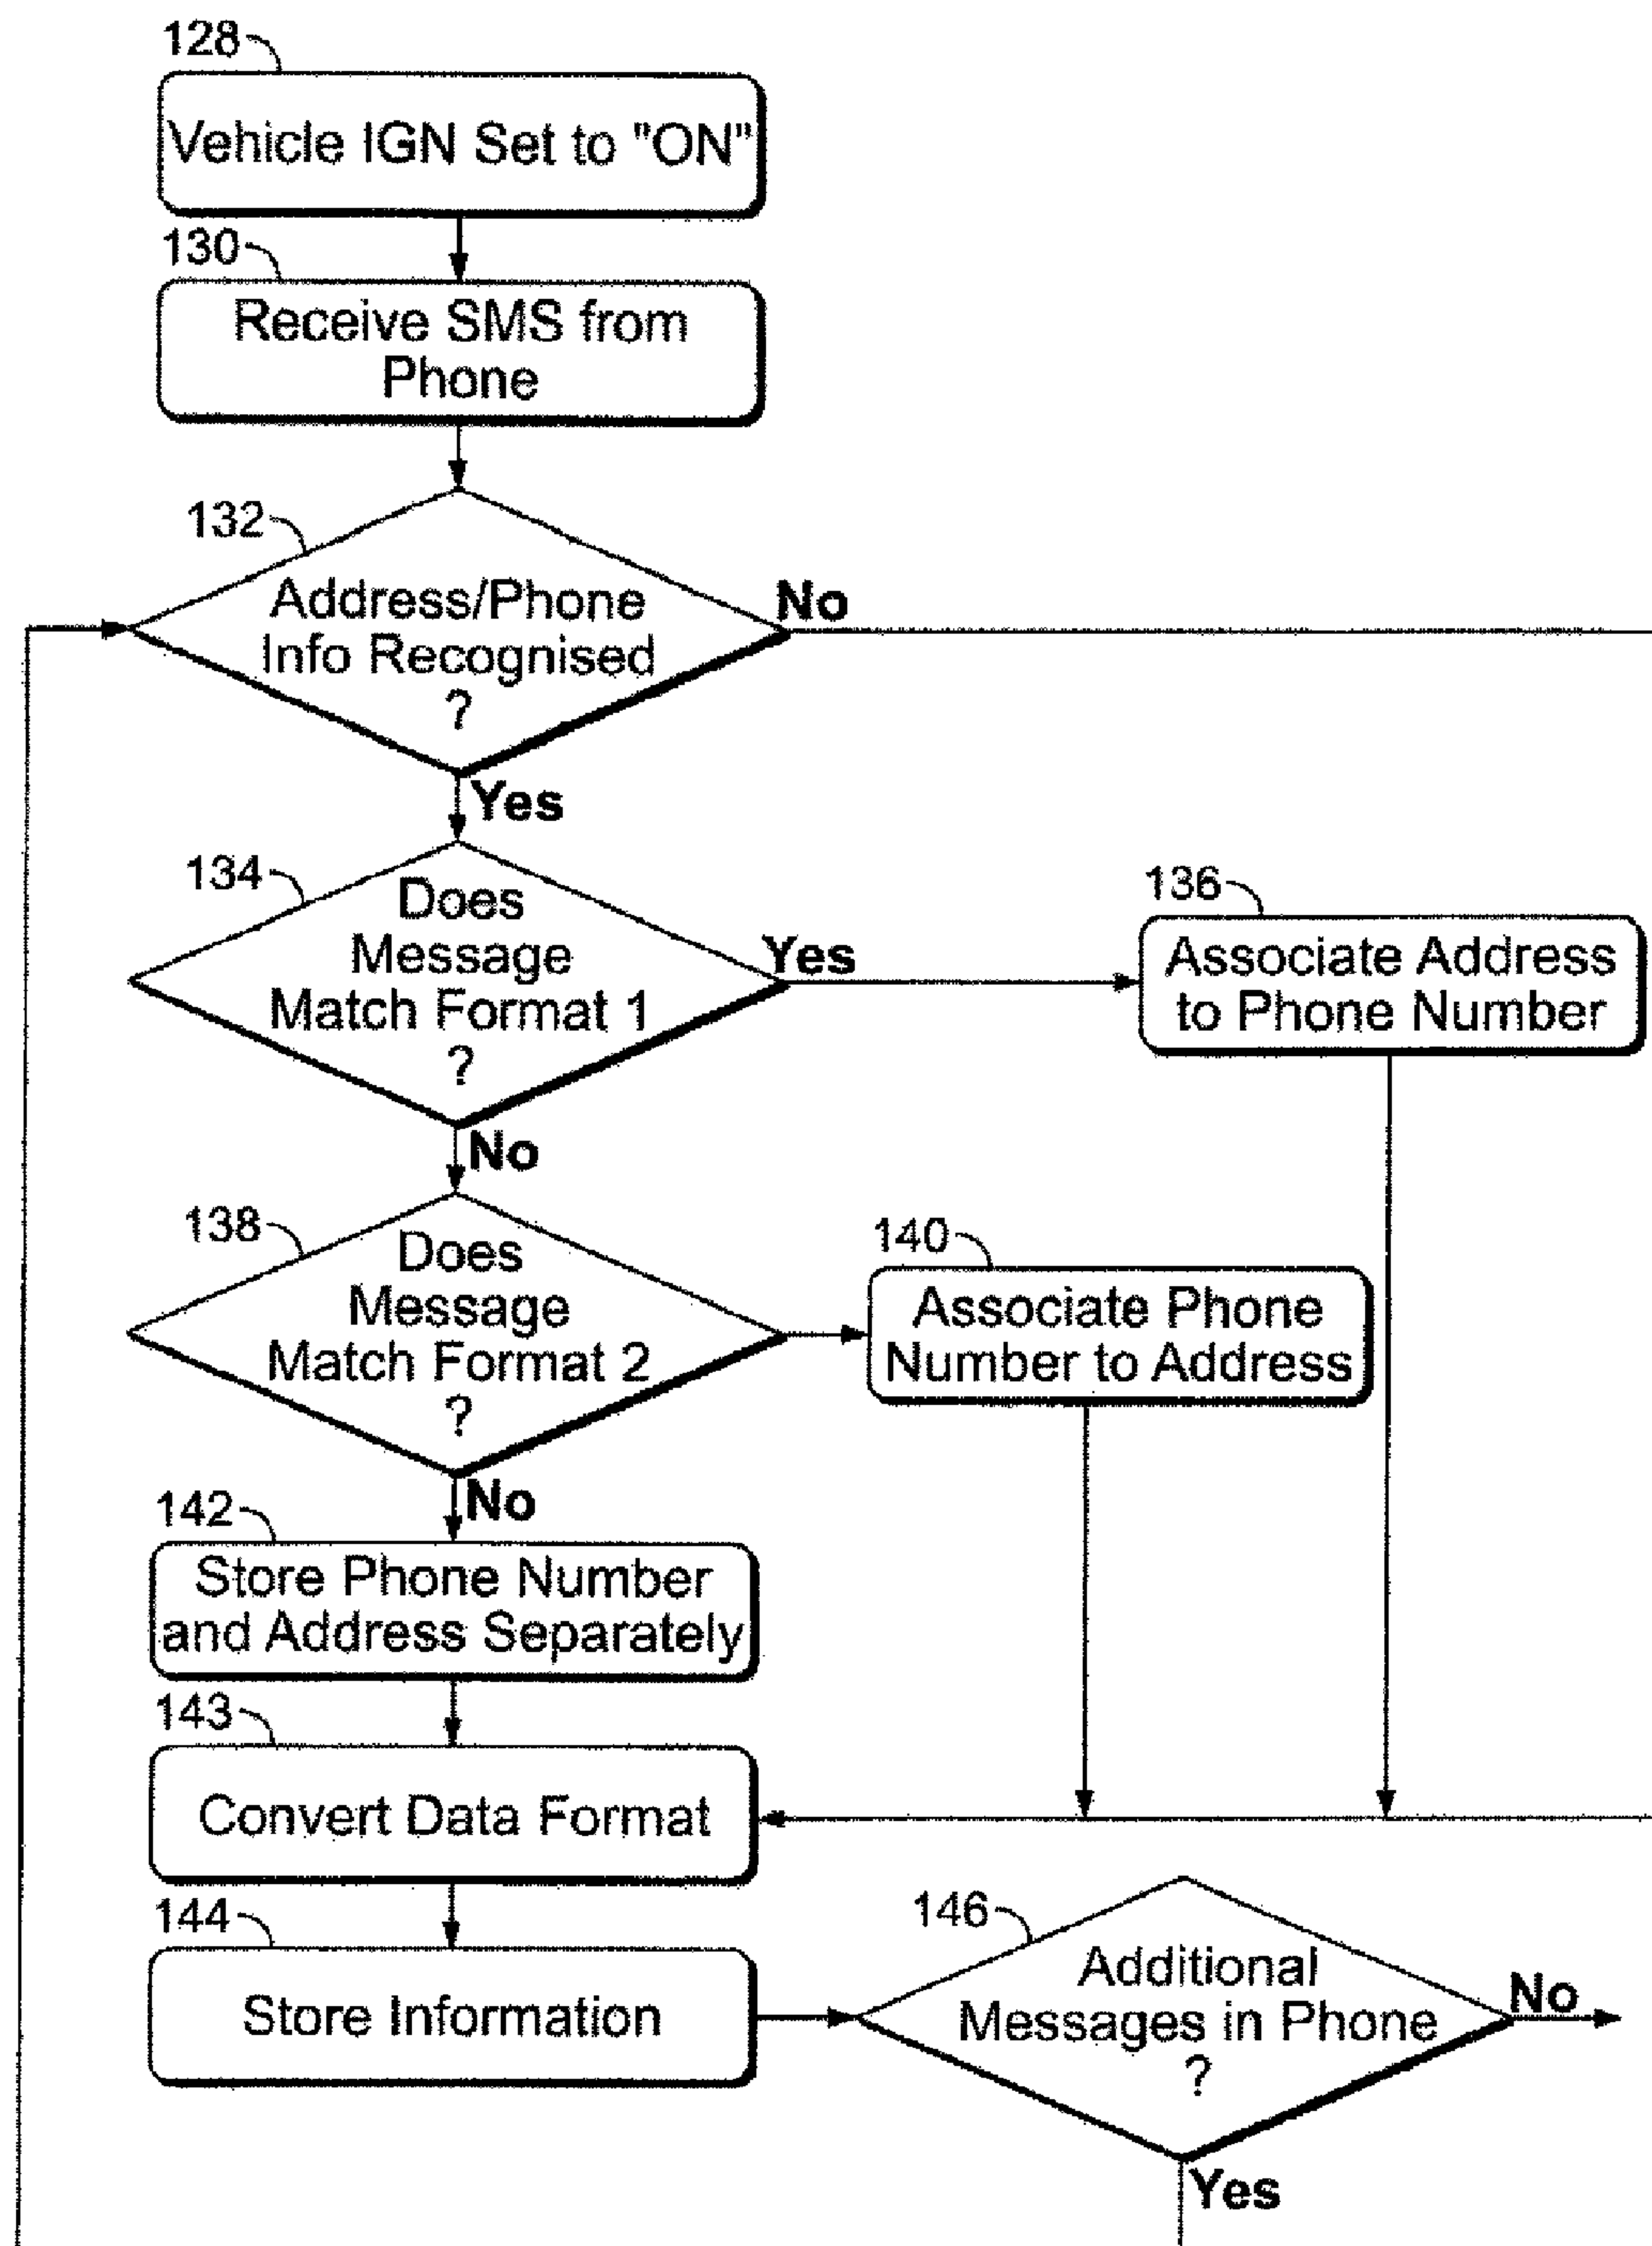 128
Vehicle IGN Set to "ON"
130
Receive SMS from
Phone
132
Address/Phone
Info Recognised
?
No
Yes
134
Does
Message
Match Format 1
?
Yes
136
Associate Address
to Phone Number
No
138
Does
Message
Match Format 2
?
140
Associate Phone
Number to Address
No
142
Store Phone Number
and Address Separately
143
Convert Data Format
144
Store Information
146
Additional
Messages in Phone
?
No
Yes